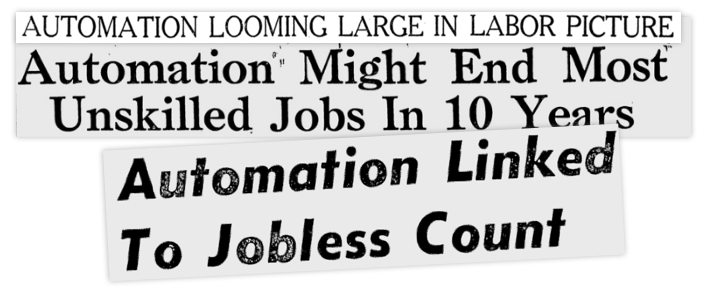 AUTOMATION LOOMING LARGE IN LABOR PICTURE
Automation Might End Most
Unskilled Jobs In 10 Years
Automation Linked
To Jobless Count